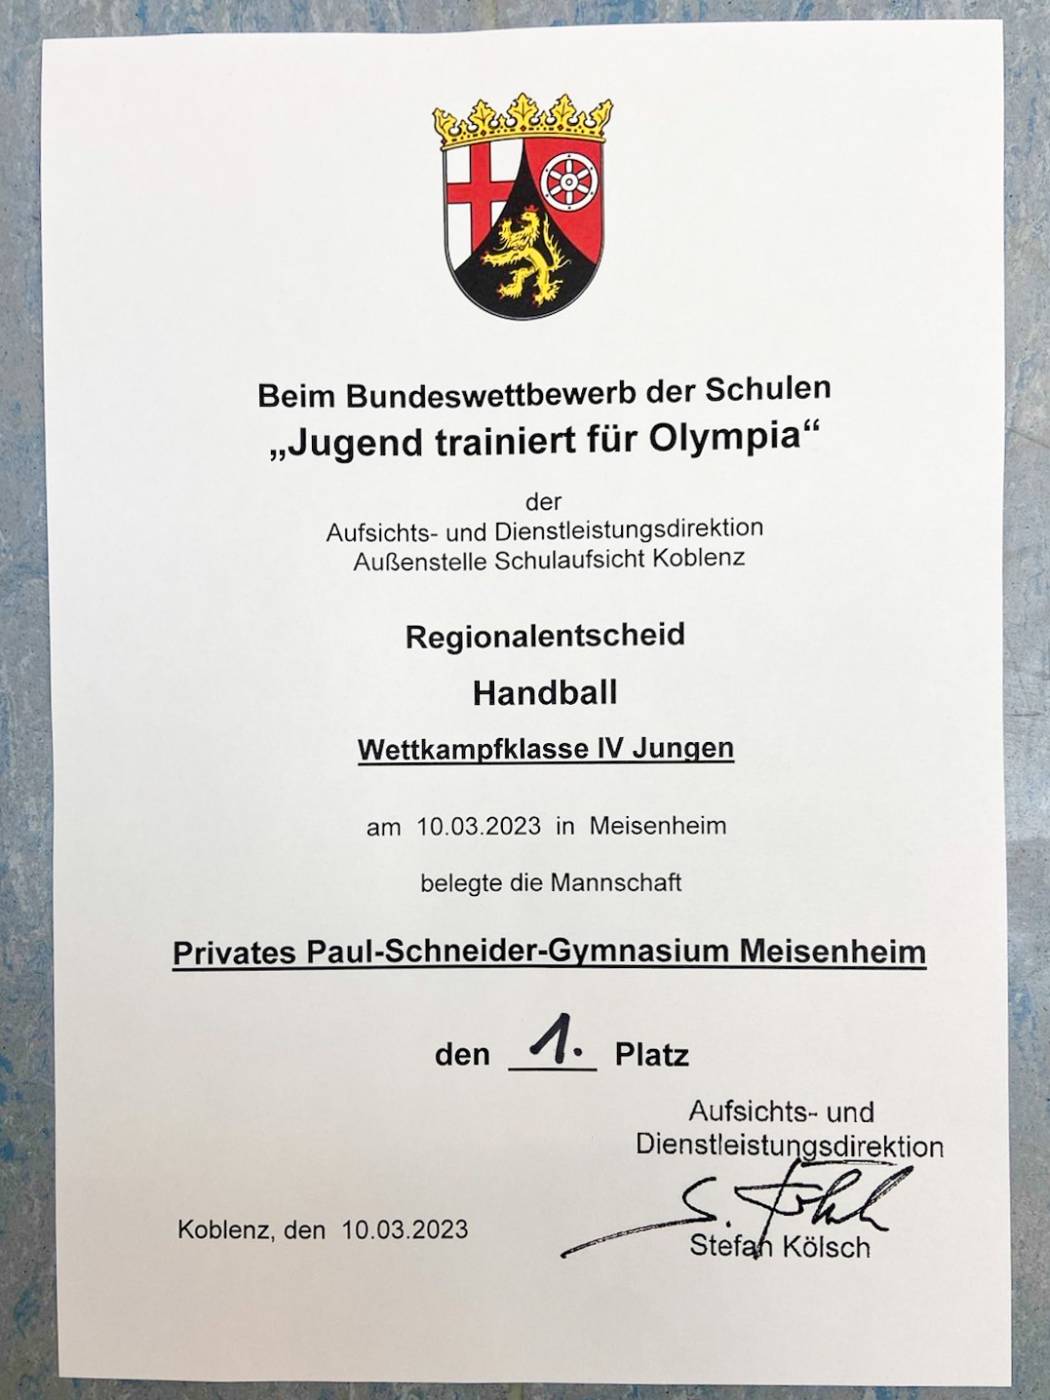 Beim Bundeswettbewerb der Schulen
„Jugend trainiert für Olympia“
der
Aufsichts- und Dienstleistungsdirektion
Außenstelle Schulaufsicht Koblenz
Regionalentscheid
Handball
Wettkampfklasse IV Jungen
am 10.03.2023 in Meisenheim
belegte die Mannschaft
Privates Paul-Schneider-Gymnasium Meisenheim
den 1. Platz
Aufsichts- und
Dienstleistungsdirektion
S. Kölsch
Koblenz, den 10.03.2023
Stefan Kölsch